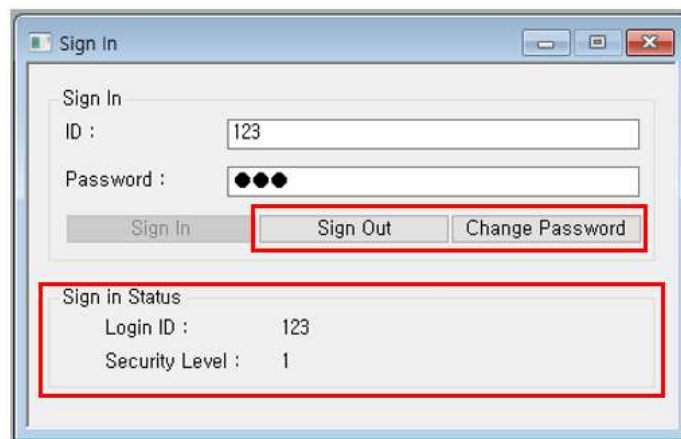 Sign In
Sign In
ID : 123
Password : ●●●
Sign In Sign Out Change Password
Sign in Status
Login ID : 123
Security Level : 1